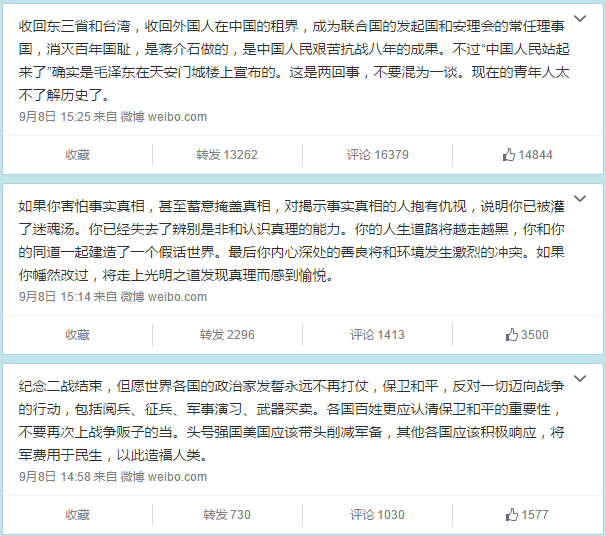 收回东三省和台湾，收回外国人在中国的租界，成为联合国的发起国和安理会的常任理事
国，消灭百年国耻，是蒋介石做的，是中国人民艰苦抗战八年的成果。不过“中国人民站起
来了”确实是毛泽东在天安门城楼上宣布的。这是两回事，不要混为一谈。现在的青年人太
不了解历史了。
9月8日 15:25 来自 微博 weibo.com
收藏 转发 13262 评论 16379 14844
如果你害怕事实真相，甚至蓄意掩盖真相，对揭示事实真相的人抱有仇视，说明你已被灌
了迷魂汤。你已经失去了辨别是非和认识真理的能力。你的人生道路将越走越黑，你和你
的同道一起建造了一个假话世界。最后你内心深处的善良将和环境发生激烈的冲突。如果
你幡然改过，将走上光明之道发现真理而感到愉悦。
9月8日 15:14 来自 微博 weibo.com
收藏 转发 2296 评论 1413 3500
纪念二战结束，但愿世界各国的政治家发誓永远不再打仗，保卫和平，反对一切迈向战争
的行动，包括阅兵、征兵、军事演习、武器买卖。各国百姓更应认清保卫和平的重要性，
不要再次上战争贩子的当。头号强国美国应该带头削减军备，其他各国应该积极响应，将
军费用于民生，以此造福人类。
9月8日 14:58 来自 微博 weibo.com
收藏 转发 730 评论 1030 1577